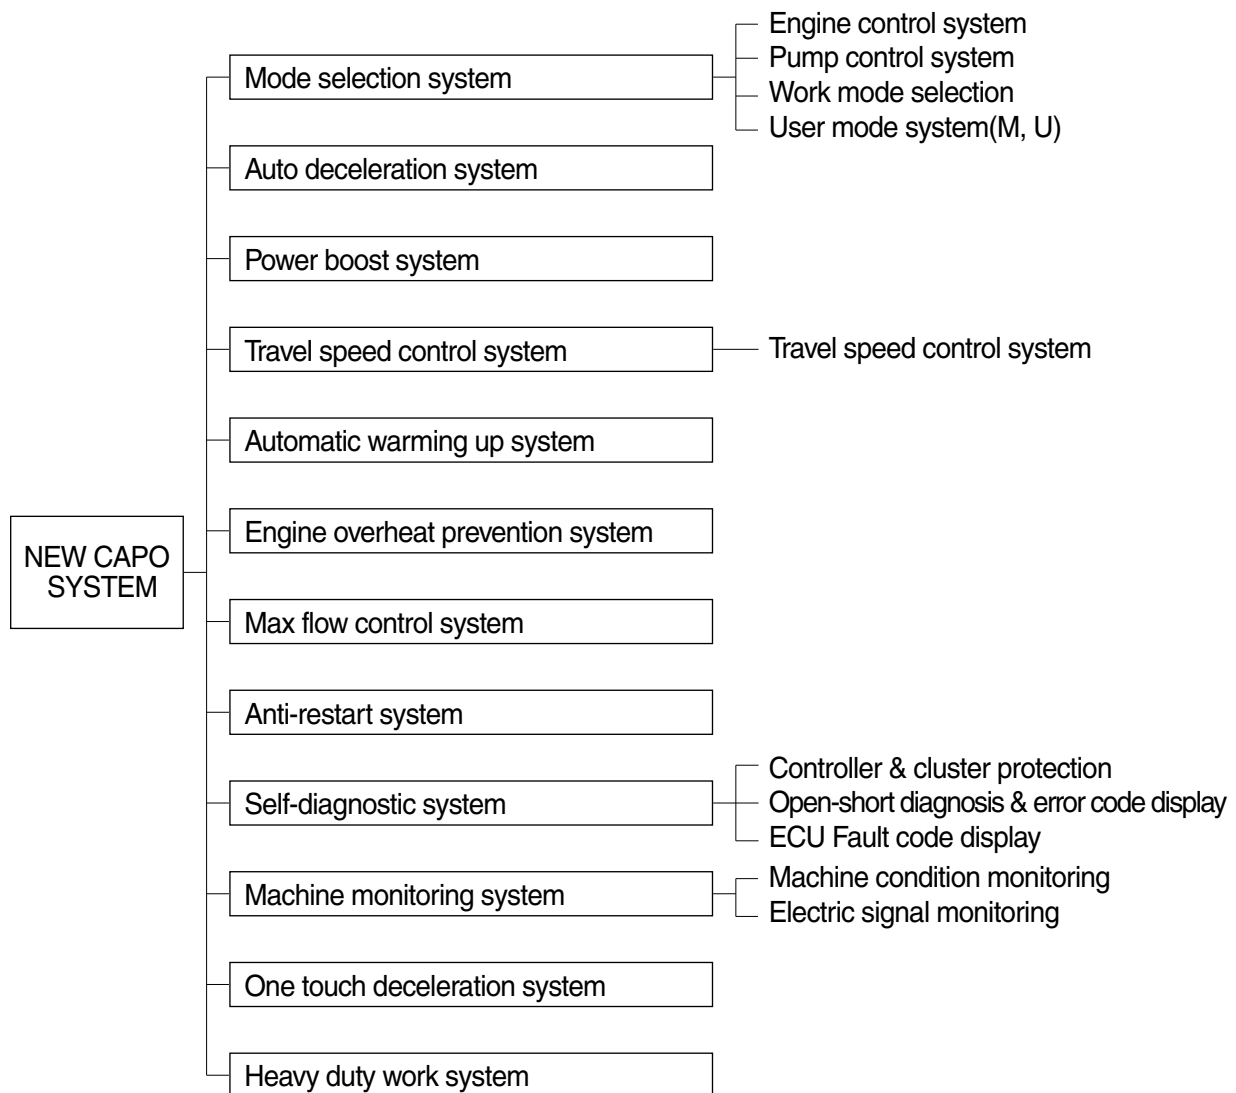 Engine control system
Pump control system
Mode selection system
Work mode selection
User mode system(M, U)
Auto deceleration system
Power boost system
Travel speed control system
Travel speed control system
Automatic warming up system
Engine overheat prevention system
NEW CAPO
SYSTEM
Max flow control system
Anti-restart system
Controller & cluster protection
Self-diagnostic system
Open-short diagnosis & error code display
ECU Fault code display
Machine condition monitoring
Machine monitoring system
Electric signal monitoring
One touch deceleration system
Heavy duty work system